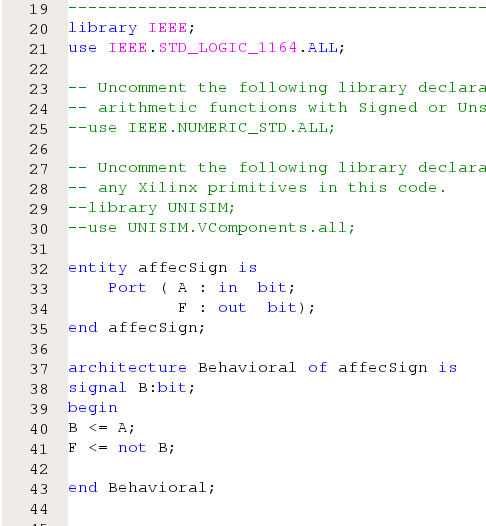 19 ------------------------------------------
20 library IEEE;
21 use IEEE.STD_LOGIC_1164.ALL;
22
23 -- Uncomment the following library declara
24 -- arithmetic functions with Signed or Uns
25 --use IEEE.NUMERIC_STD.ALL;
26
27 -- Uncomment the following library declara
28 -- any Xilinx primitives in this code.
29 --library UNISIM;
30 --use UNISIM.VComponents.all;
31
32 entity affecSign is
33     Port ( A : in  bit;
34            F : out  bit);
35 end affecSign;
36
37 architecture Behavioral of affecSign is
38 signal B:bit;
39 begin
40 B <= A;
41 F <= not B;
42
43 end Behavioral;
44